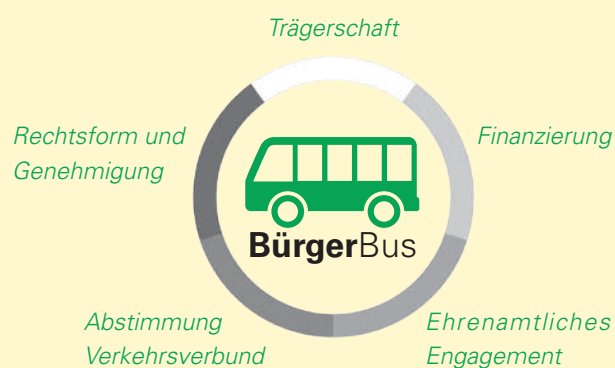 Trägerschaft
Rechtsform und
Genehmigung
Finanzierung
BürgerBus
Abstimmung
Verkehrsverbund
Ehrenamtliches
Engagement